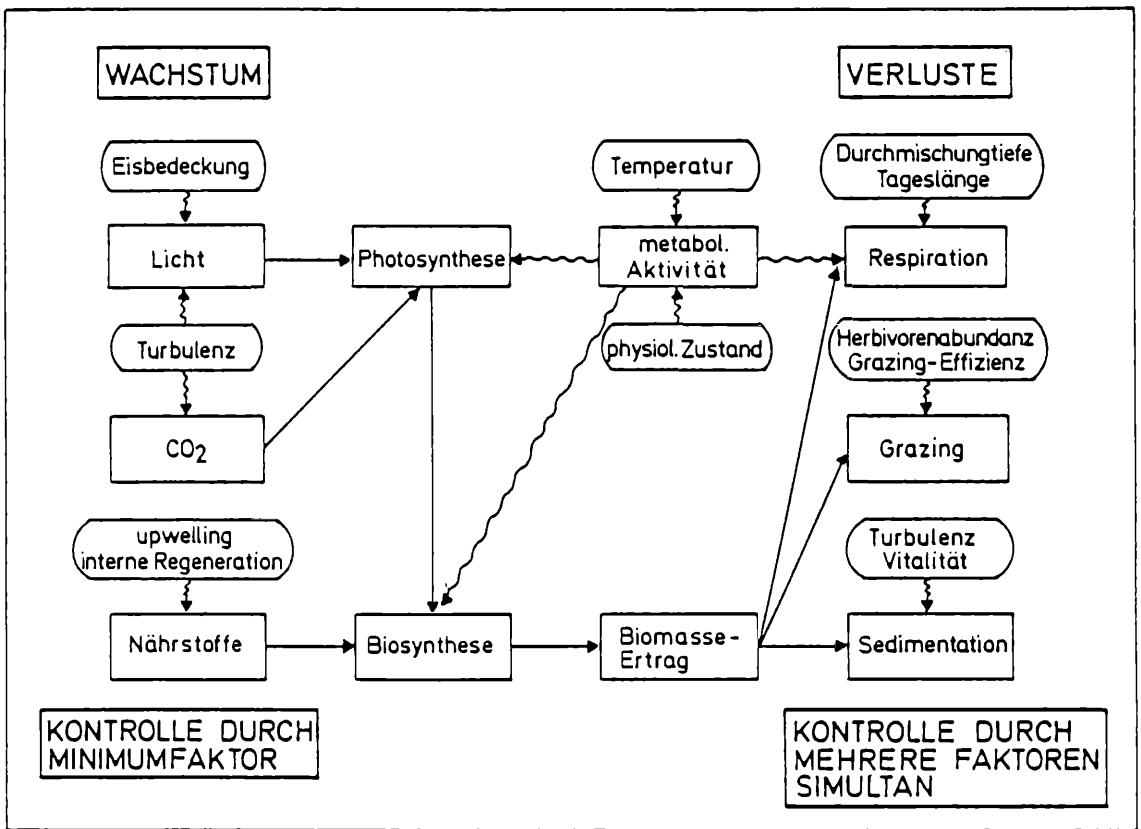 WACHSTUM
VERLUSTE
Eisbedeckung
Temperatur
Durchmischungtiefe
Tageslänge
Licht
Photosynthese
metabol.
Aktivität
Respiration
Turbulenz
physiol. Zustand
Herbivorenabundanz
Grazing-Effizienz
CO2
Grazing
upwelling
interne Regeneration
Turbulenz
Vitalität
Nährstoffe
Biosynthese
Biomasse-
Ertrag
Sedimentation
KONTROLLE DURCH
MINIMUMFAKTOR
KONTROLLE DURCH
MEHRERE FAKTOREN
SIMULTAN